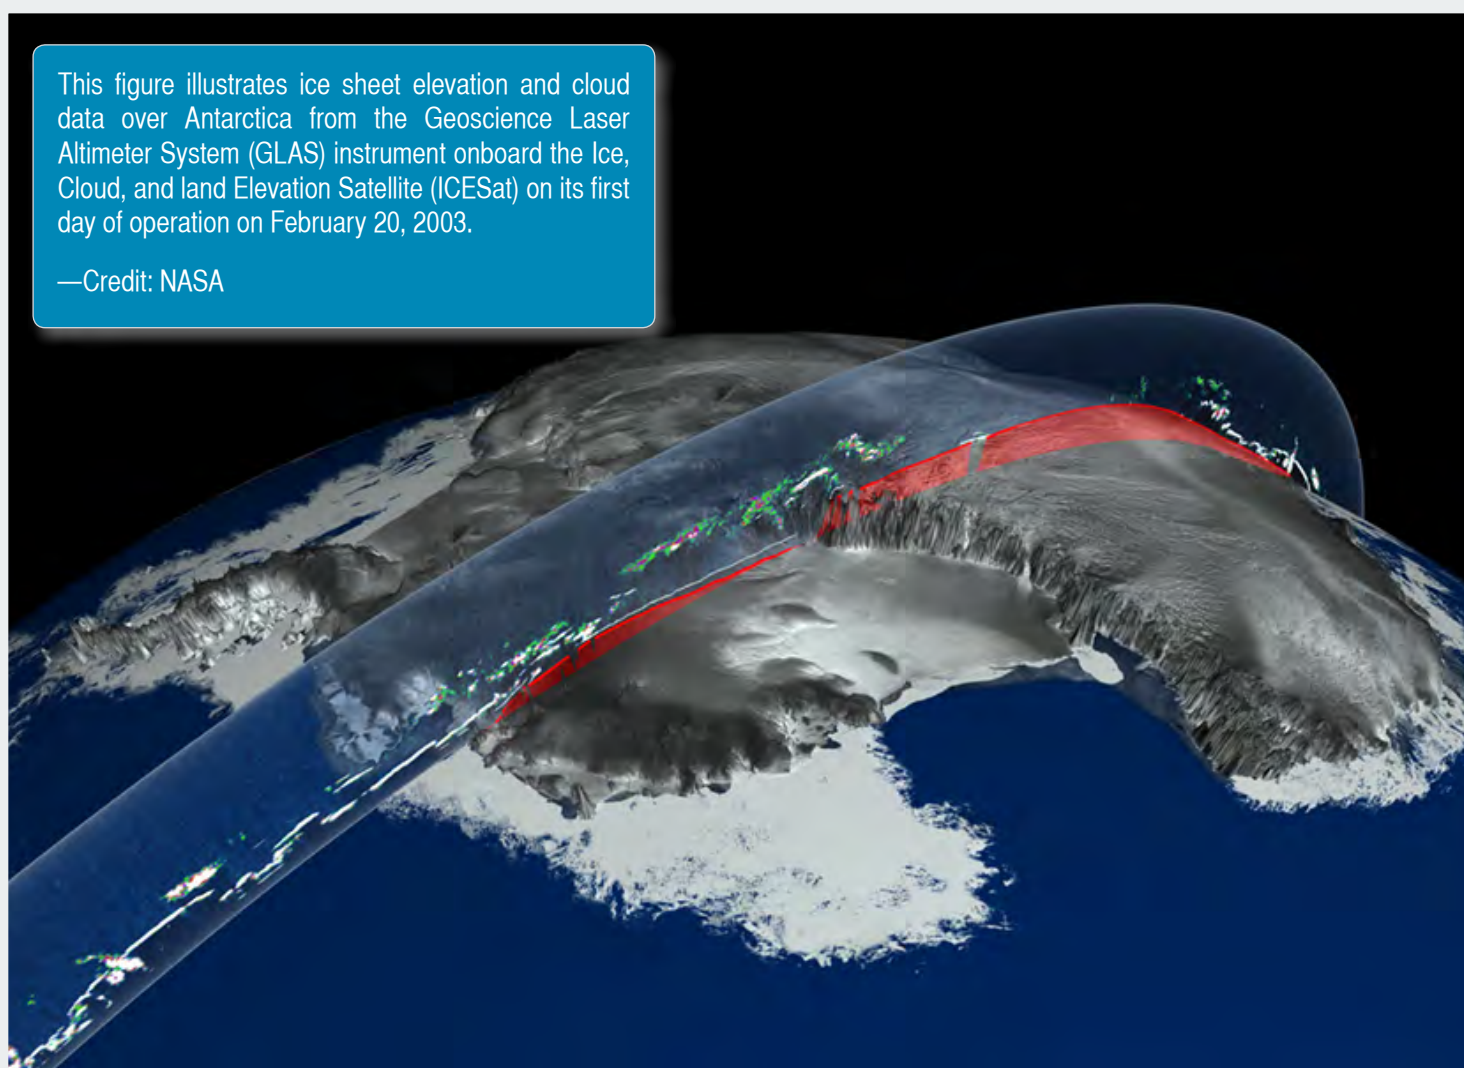 This figure illustrates ice sheet elevation and cloud
data over Antarctica from the Geoscience Laser
Altimeter System (GLAS) instrument onboard the Ice,
Cloud, and land Elevation Satellite (ICESat) on its first
day of operation on February 20, 2003.
—Credit: NASA